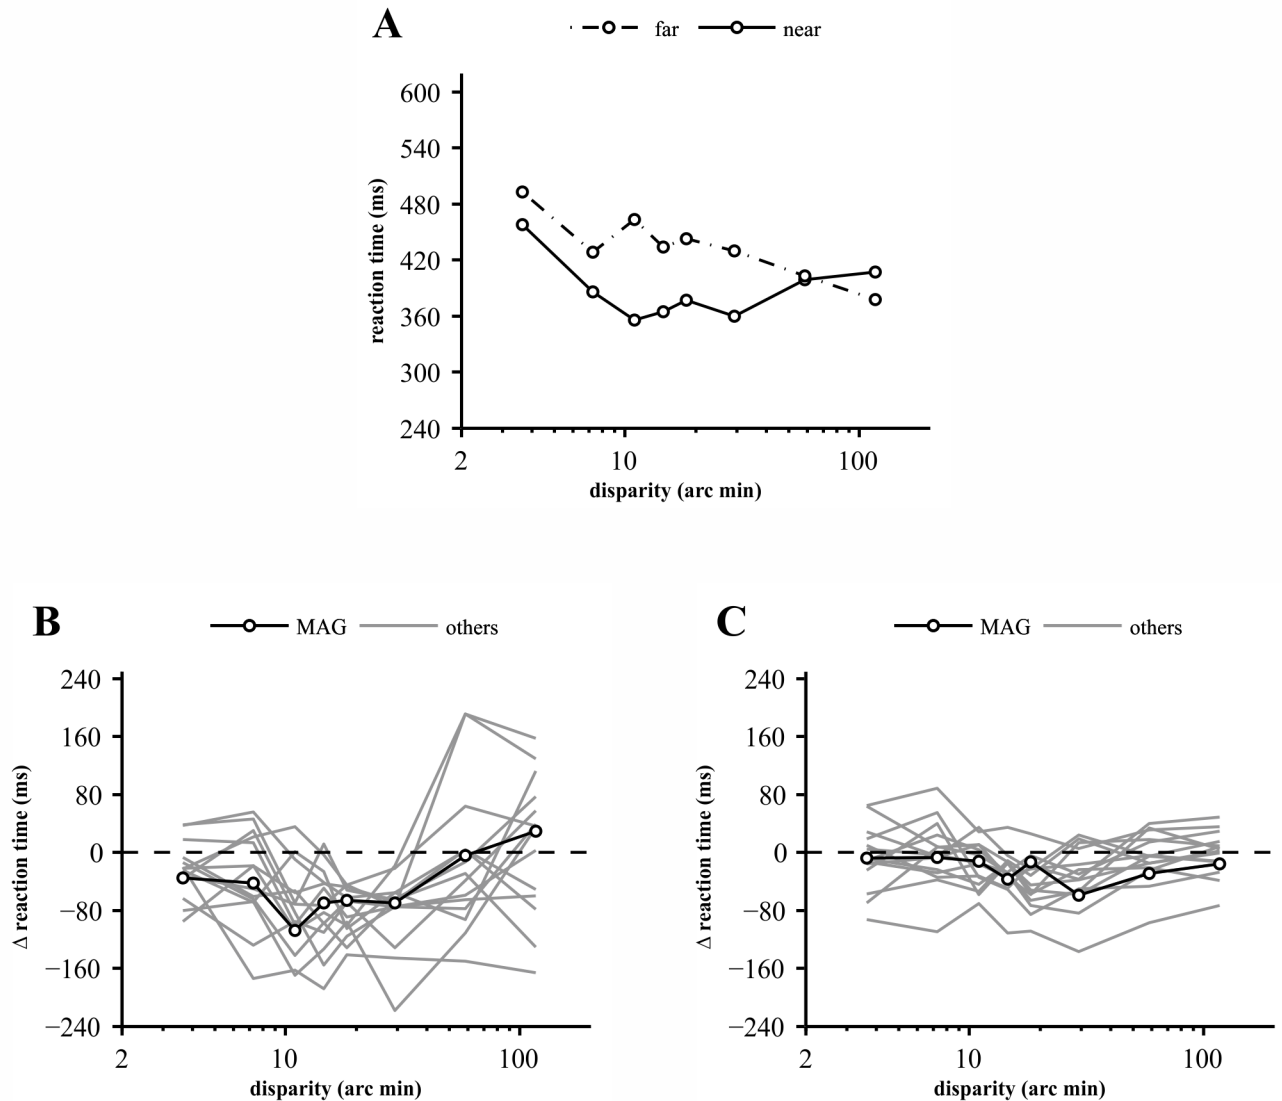 A
far near
600
540
480
420
360
300
240
reaction time (ms)
2 10 100
disparity (arc min)
B
MAG others
240
160
80
0
−80
−160
−240
Δ reaction time (ms)
2 10 100
disparity (arc min)
C
MAG others
240
160
80
0
−80
−160
−240
Δ reaction time (ms)
2 10 100
disparity (arc min)